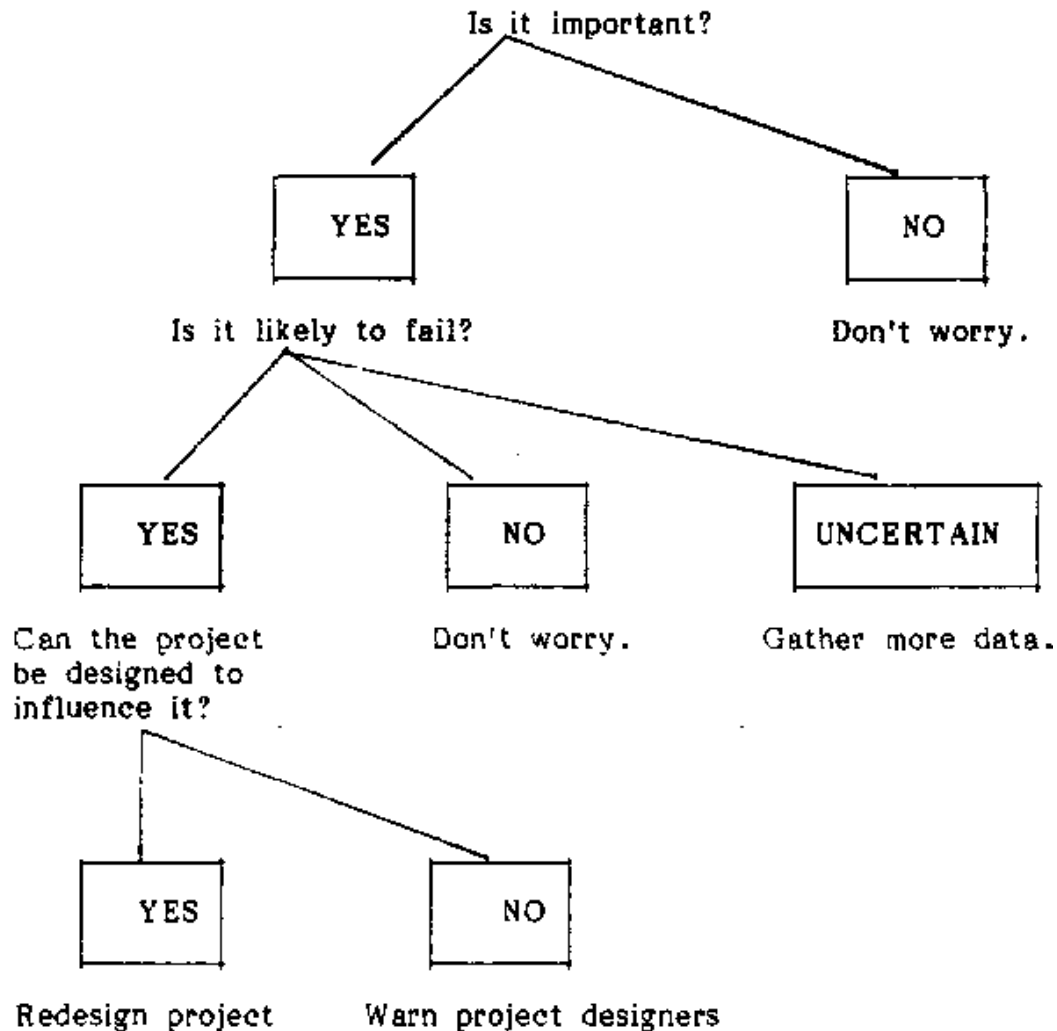 Is it important?
YES
NO
Is it likely to fail?
Don't worry.
YES
NO
UNCERTAIN
Can the project
be designed to
influence it?
Don't worry.
Gather more data.
YES
NO
Redesign project
Warn project designers